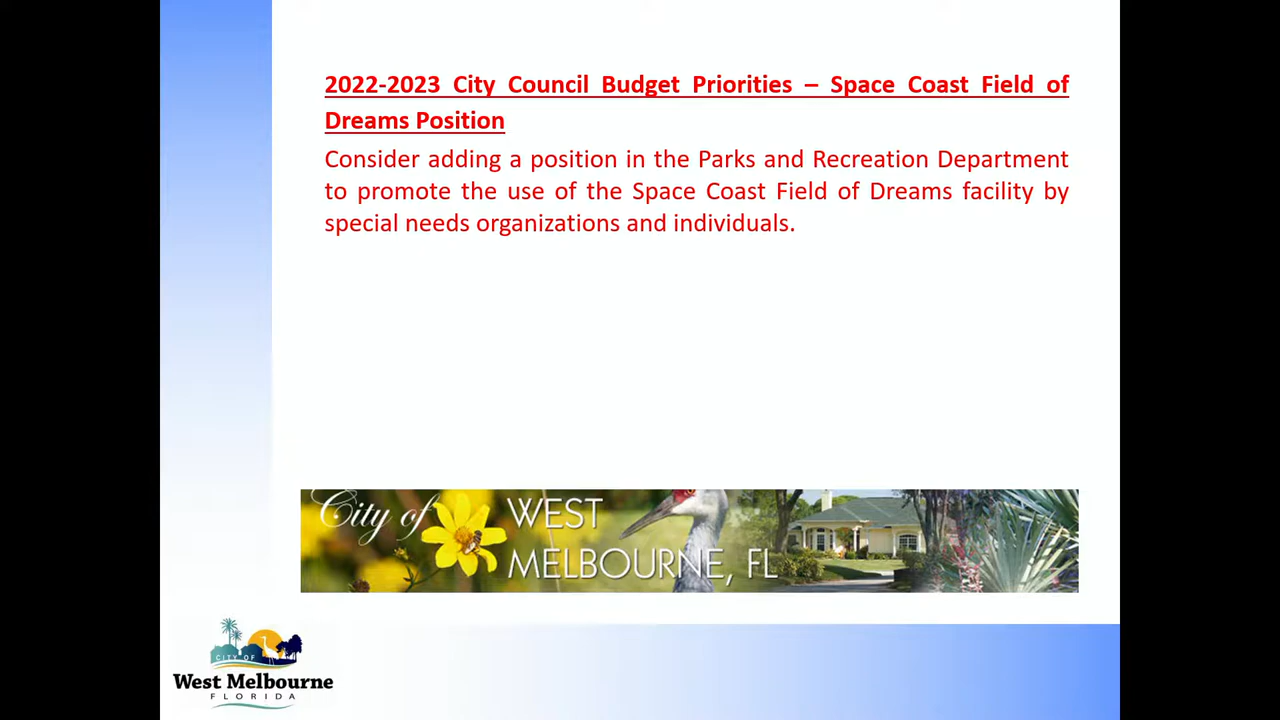 2022-2023 City Council Budget Priorities – Space Coast Field of
Dreams Position
Consider adding a position in the Parks and Recreation Department
to promote the use of the Space Coast Field of Dreams facility by
special needs organizations and individuals.
City of WEST
MELBOURNE, FL
CITY OF
West Melbourne
FLORIDA